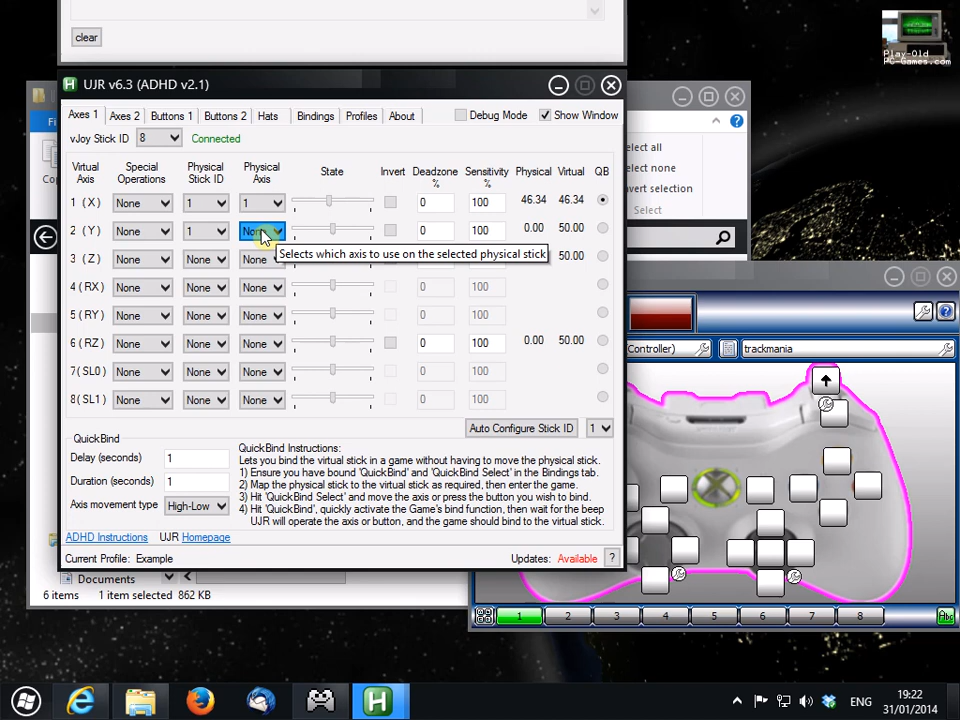 clear
Play-Old
PC-Games.com
UJR v6.3 (ADHD v2.1)
Axes 1 Axes 2 Buttons 1 Buttons 2 Hats Bindings Profiles About Debug Mode Show Window
vJoy Stick ID 8 Connected
Virtual Axis Special Operations Physical Stick ID Physical Axis State Invert Deadzone % Sensitivity % Physical Virtual QB
1 ( X ) None 1 1 0 100 46.34 46.34
2 ( Y ) None 1 None 0 100 0.00 50.00
Selects which axis to use on the selected physical stick
3 ( Z ) None None None 50.00
4 ( RX ) None None None 0 100
5 ( RY ) None None None 0 100
6 ( RZ ) None None None 0 100 0.00 50.00
7 ( SL0 ) None None None 0 100
8 ( SL1 ) None None None 0 100
Auto Configure Stick ID 1
QuickBind
Delay (seconds) 1
Duration (seconds) 1
Axis movement type High-Low
QuickBind Instructions:
Lets you bind the virtual stick in a game without having to move the physical stick.
1) Ensure you have bound 'QuickBind' and 'QuickBind Select' in the Bindings tab.
2) Map the physical stick to the virtual stick as required, then enter the game.
3) Hit 'QuickBind Select' and move the axis or press the button you wish to bind.
4) Hit 'QuickBind', quickly activate the Game's bind function, then wait for the beep
UJR will operate the axis or button, and the game should bind to the virtual stick.
ADHD Instructions UJR Homepage
Current Profile: Example Updates: Available ?
elect all
elect none
vert selection
Select
Controller) trackmania
1 2 3 4 5 6 7 8 Abc
Documents
6 items 1 item selected 862 KB
ENG
19:22
31/01/2014